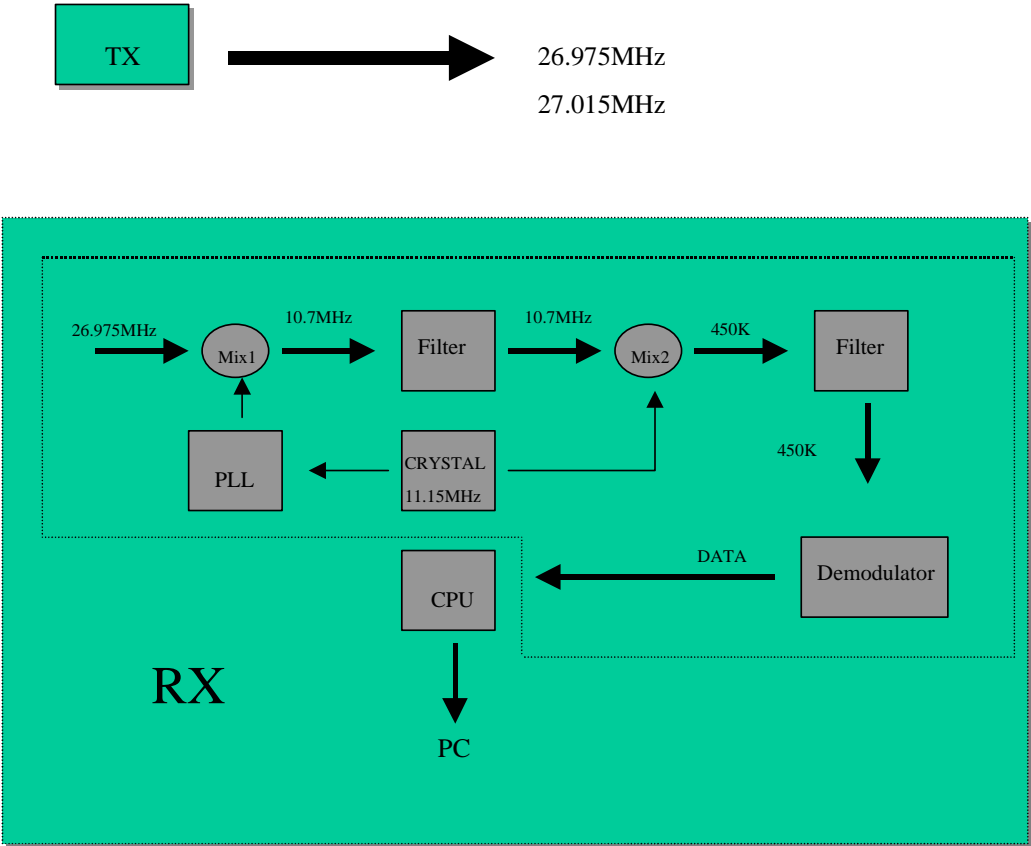 TX
26.975MHz
27.015MHz
26.975MHz
Mix1
10.7MHz
Filter
10.7MHz
Mix2
450K
Filter
PLL
CRYSTAL
11.15MHz
450K
CPU
DATA
Demodulator
RX
PC